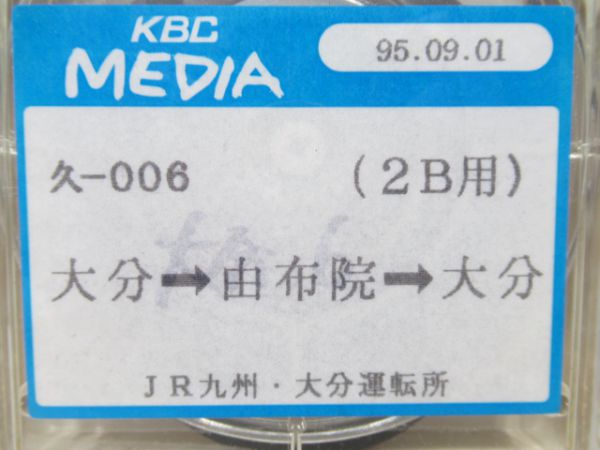 KBC
MEDIA
95.09.01
久-006
(2B用)
大分➡由布院➡大分
JR九州・大分運転所